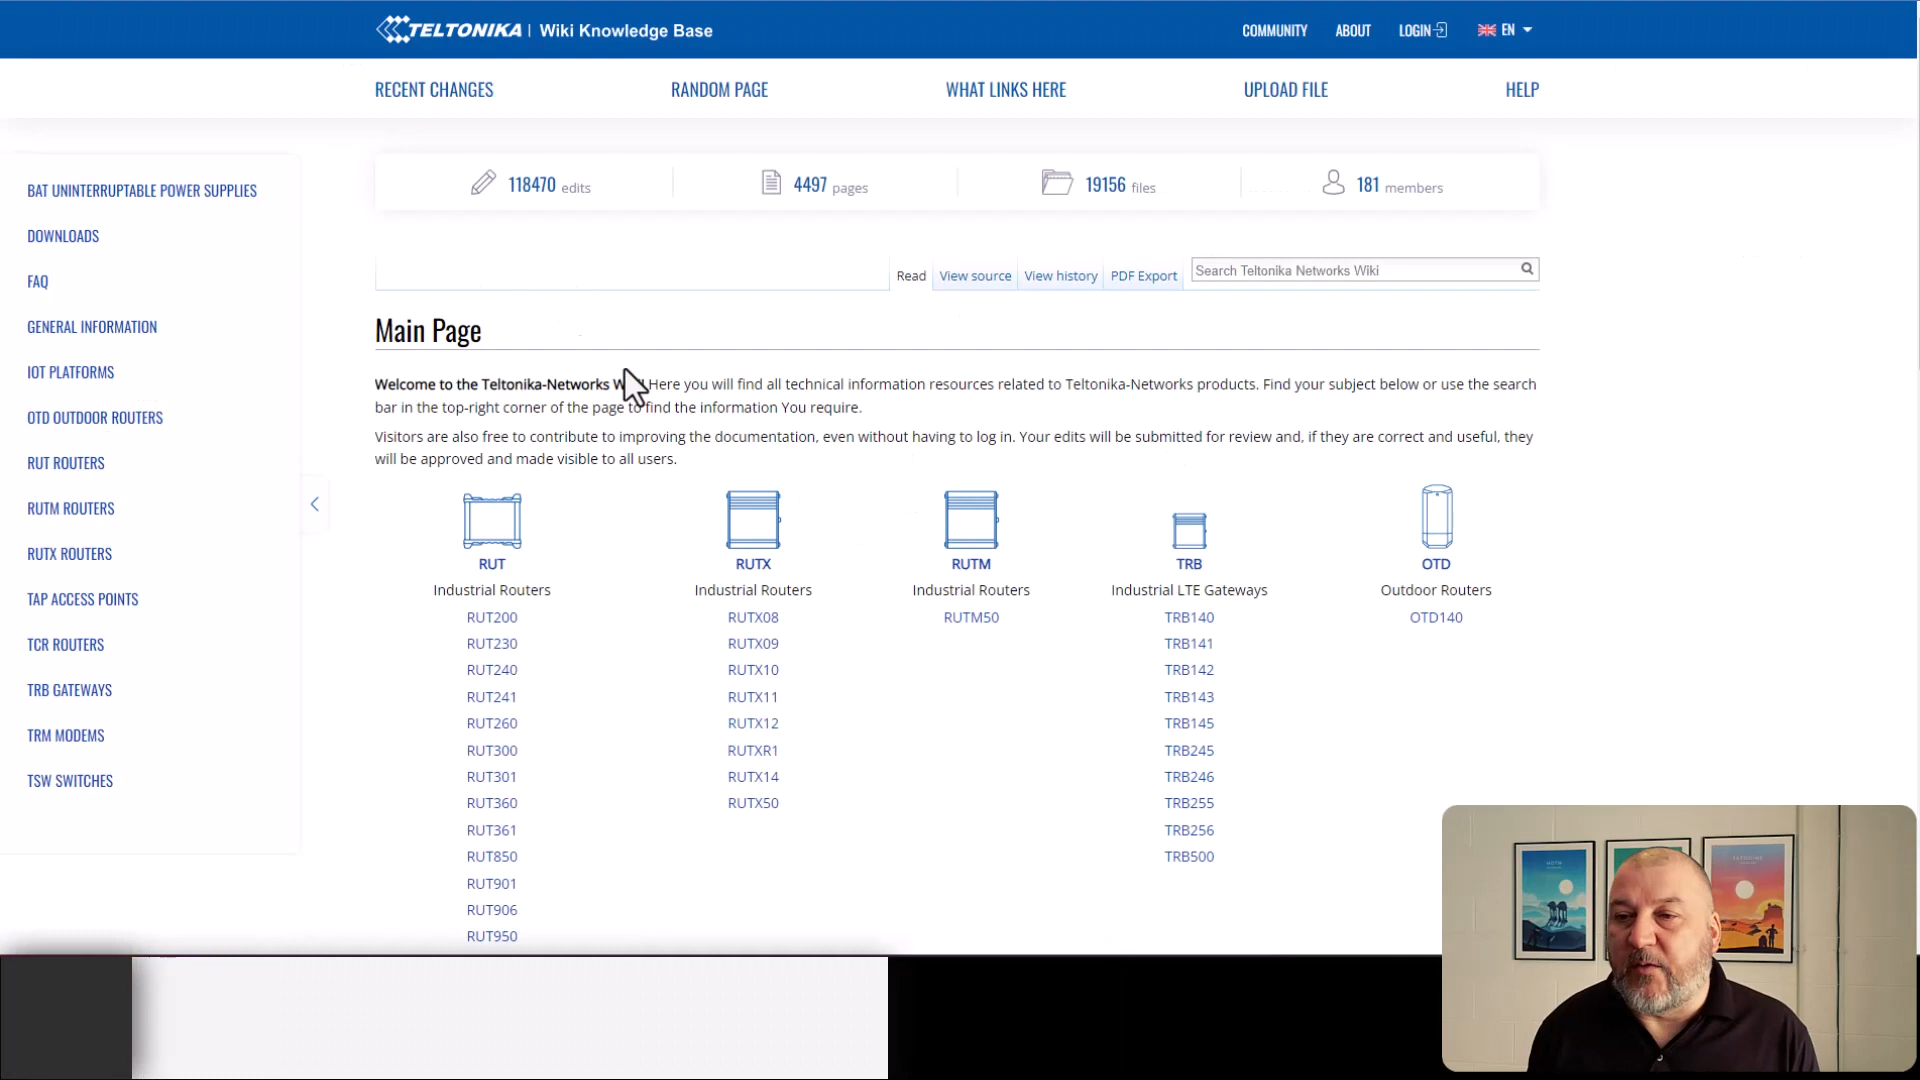 TELTONIKA | Wiki Knowledge Base
COMMUNITY
ABOUT
LOGIN
EN
RECENT CHANGES
RANDOM PAGE
WHAT LINKS HERE
UPLOAD FILE
HELP
BAT UNINTERRUPTABLE POWER SUPPLIES
DOWNLOADS
FAQ
GENERAL INFORMATION
IOT PLATFORMS
OTD OUTDOOR ROUTERS
RUT ROUTERS
RUTM ROUTERS
RUTX ROUTERS
TAP ACCESS POINTS
TCR ROUTERS
TRB GATEWAYS
TRM MODEMS
TSW SWITCHES
118470 edits
4497 pages
19156 files
181 members
Read
View source
View history
PDF Export
Search Teltonika Networks Wiki
Main Page
Welcome to the Teltonika-Networks Here you will find all technical information resources related to Teltonika-Networks products. Find your subject below or use the search
bar in the top-right corner of the page to find the information You require.
Visitors are also free to contribute to improving the documentation, even without having to log in. Your edits will be submitted for review and, if they are correct and useful, they
will be approved and made visible to all users.
RUT
Industrial Routers
RUT200
RUT230
RUT240
RUT241
RUT260
RUT300
RUT301
RUT360
RUT361
RUT850
RUT901
RUT906
RUT950
RUTX
Industrial Routers
RUTX08
RUTX09
RUTX10
RUTX11
RUTX12
RUTXR1
RUTX14
RUTX50
RUTM
Industrial Routers
RUTM50
TRB
Industrial LTE Gateways
TRB140
TRB141
TRB142
TRB143
TRB145
TRB245
TRB246
TRB255
TRB256
TRB500
OTD
Outdoor Routers
OTD140